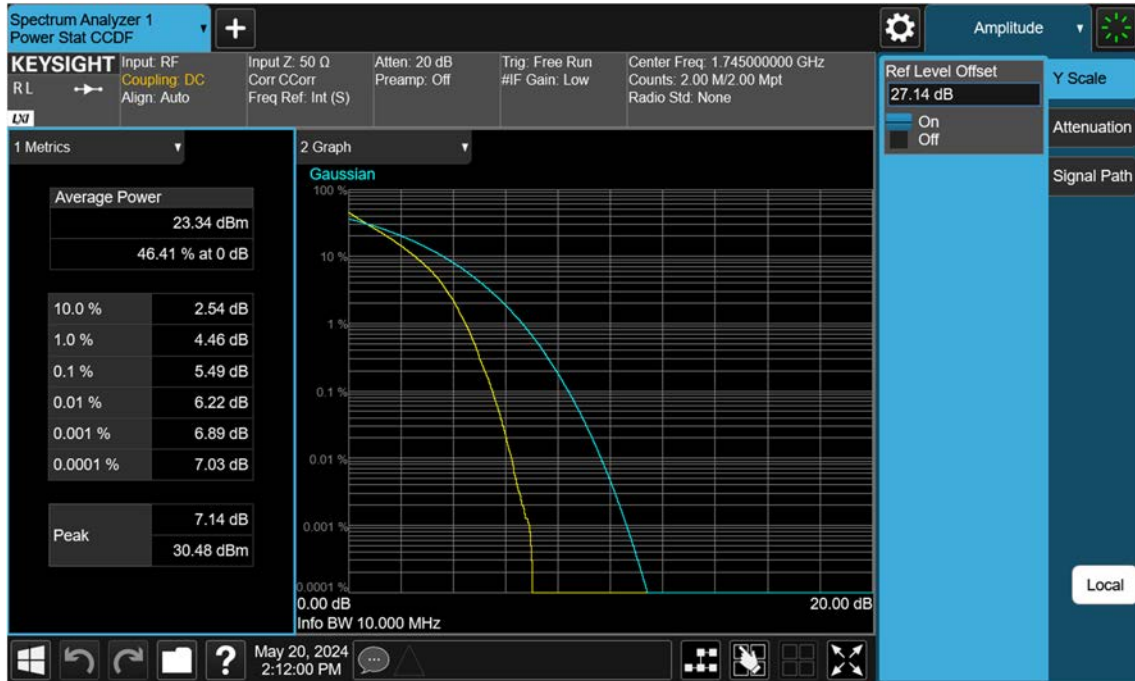 Spectrum Analyzer 1
Power Stat CCDF
+
Amplitude
KEYSIGHT
R L
LXI
Input: RF
Coupling: DC
Align: Auto
Input Z: 50 Ω
Corr CCorr
Freq Ref: Int (S)
Atten: 20 dB
Preamp: Off
Trig: Free Run
#IF Gain: Low
Center Freq: 1.745000000 GHz
Counts: 2.00 M/2.00 Mpt
Radio Std: None
Ref Level Offset
27.14 dB
On
Off
Y Scale
Attenuation
Signal Path
1 Metrics
Average Power
23.34 dBm
46.41 % at 0 dB
10.0 % 2.54 dB
1.0 % 4.46 dB
0.1 % 5.49 dB
0.01 % 6.22 dB
0.001 % 6.89 dB
0.0001 % 7.03 dB
Peak 7.14 dB
30.48 dBm
2 Graph
Gaussian
100 %
10 %
1 %
0.1 %
0.01 %
0.001 %
0.0001 %
0.00 dB 20.00 dB
Info BW 10.000 MHz
Local
?
May 20, 2024
2:12:00 PM